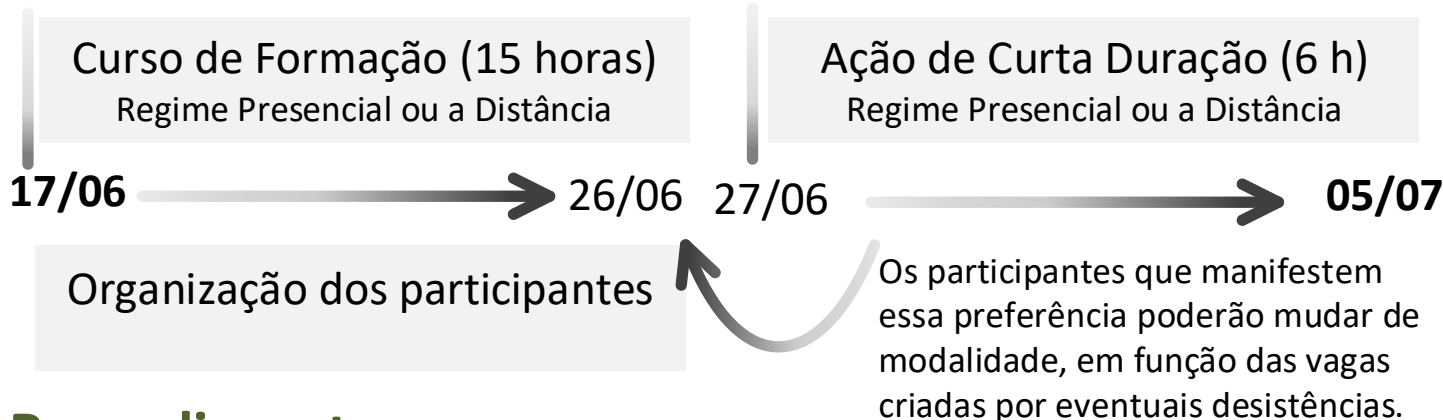 Curso de Formação (15 horas)
Regime Presencial ou a Distância
Ação de Curta Duração (6 h)
Regime Presencial ou a Distância
17/06
26/06
27/06
05/07
Organização dos participantes
Os participantes que manifestem
essa preferência poderão mudar de
modalidade, em função das vagas
criadas por eventuais desistências.